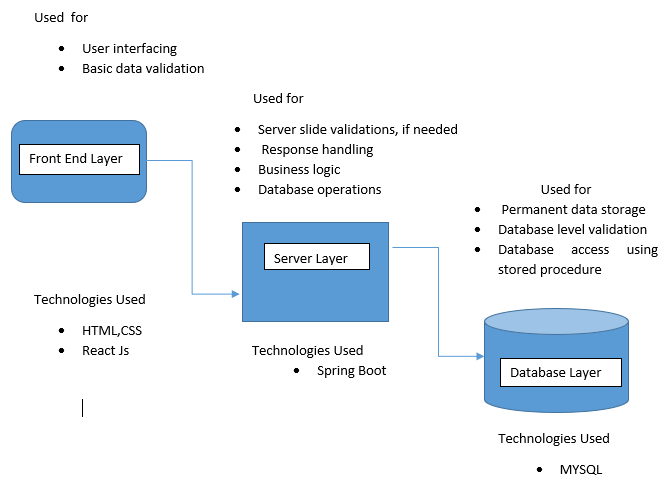 Used for
• User interfacing
• Basic data validation
Front End Layer
Technologies Used
• HTML,CSS
• React Js
Used for
• Server slide validations, if needed
• Response handling
• Business logic
• Database operations
Server Layer
Technologies Used
• Spring Boot
Used for
• Permanent data storage
• Database level validation
• Database access using
stored procedure
Database Layer
Technologies Used
• MYSQL